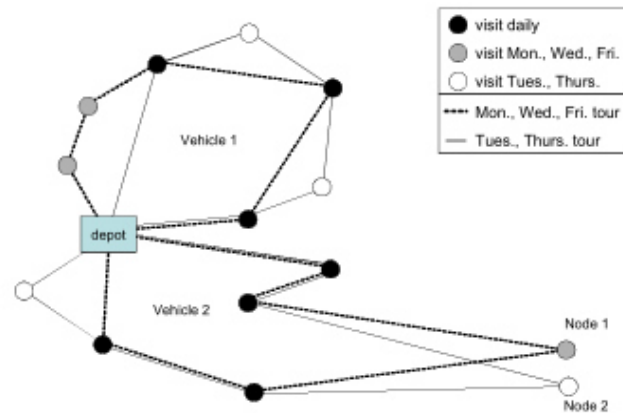 visit daily
visit Mon., Wed., Fri.
visit Tues., Thurs.
Mon., Wed., Fri. tour
Tues., Thurs. tour
Vehicle 1
depot
Vehicle 2
Node 1
Node 2